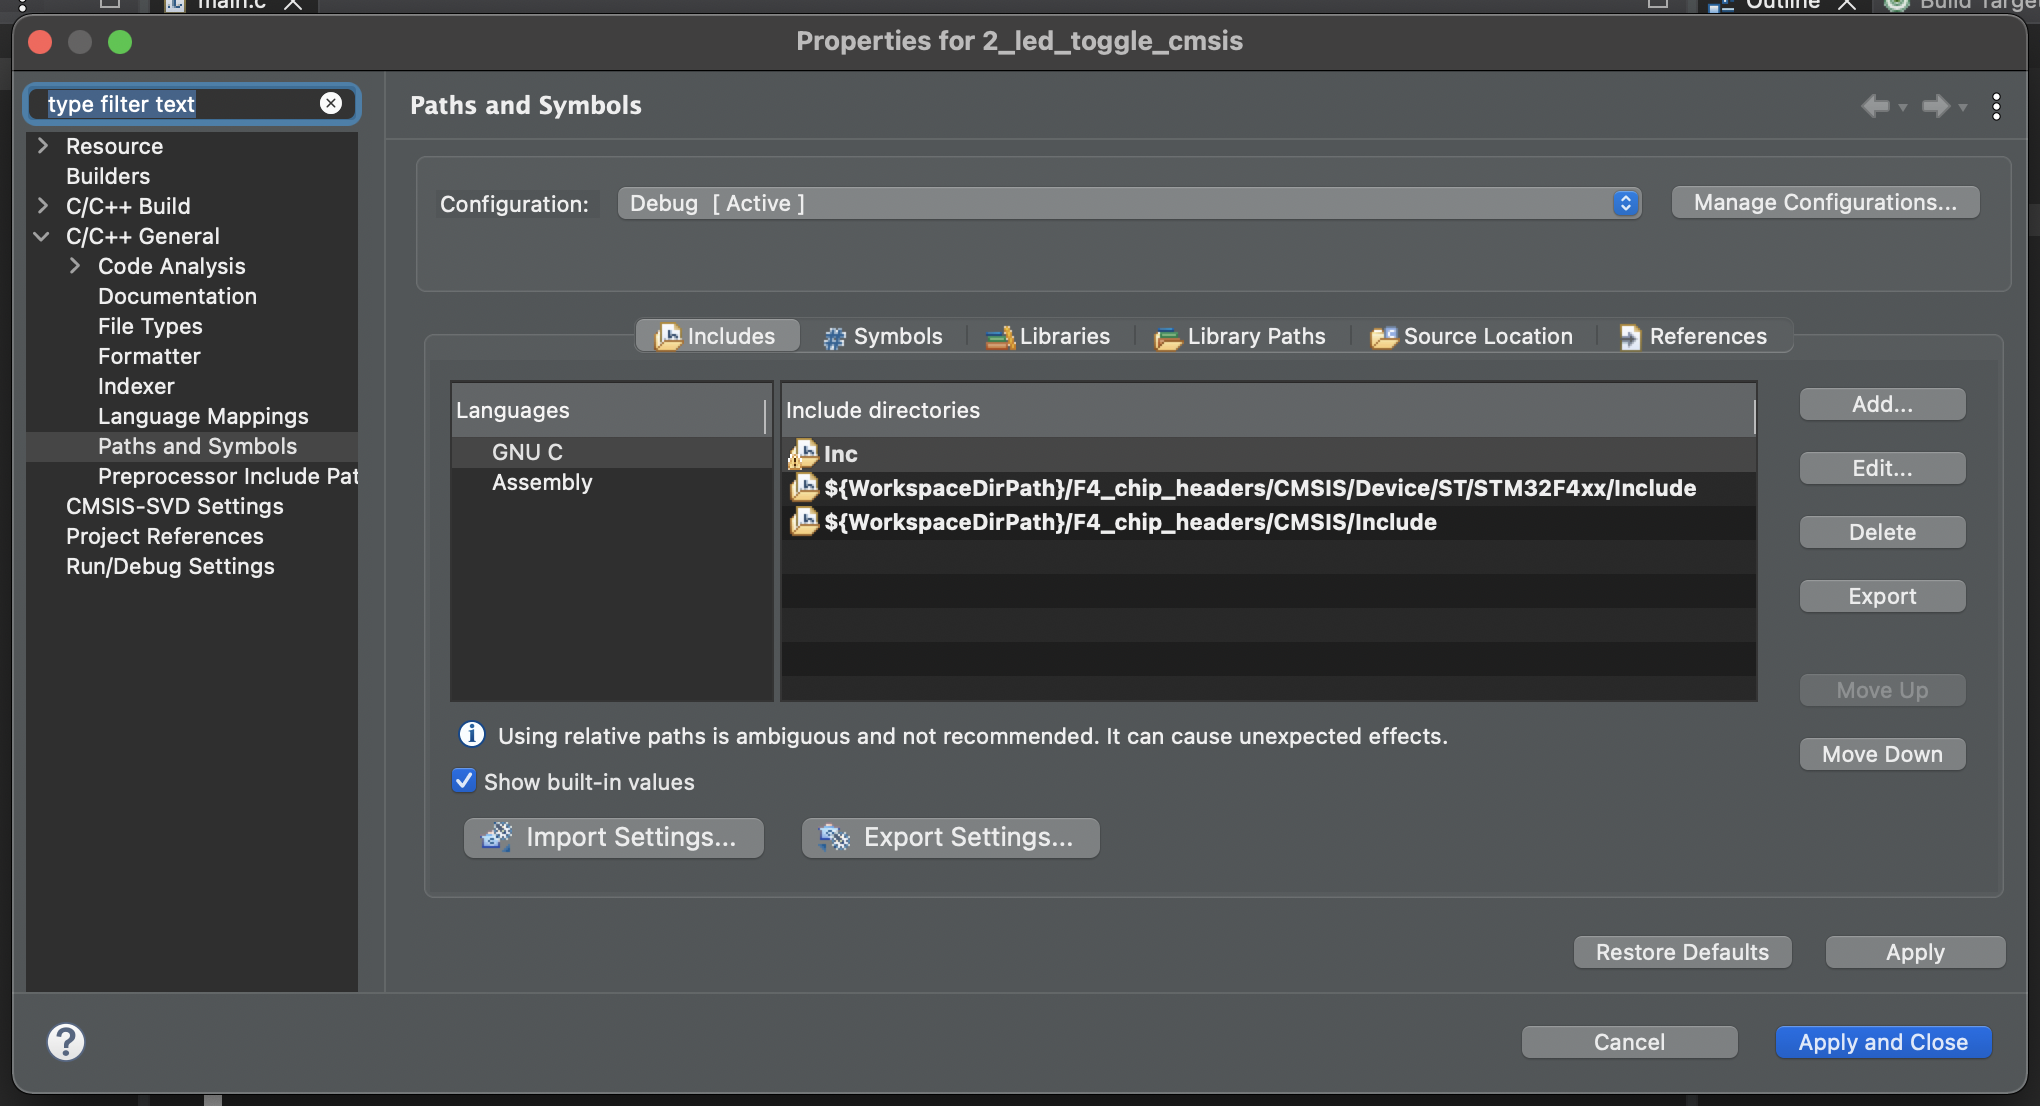 main.c
Outline
Build Targe
Properties for 2_led_toggle_cmsis
type filter text
Resource
Builders
C/C++ Build
C/C++ General
Code Analysis
Documentation
File Types
Formatter
Indexer
Language Mappings
Paths and Symbols
Preprocessor Include Pat
CMSIS-SVD Settings
Project References
Run/Debug Settings
Paths and Symbols
Configuration:
Debug [ Active ]
Manage Configurations...
Includes
Symbols
Libraries
Library Paths
Source Location
References
Languages
GNU C
Assembly
Include directories
Inc
${WorkspaceDirPath}/F4_chip_headers/CMSIS/Device/ST/STM32F4xx/Include
${WorkspaceDirPath}/F4_chip_headers/CMSIS/Include
Add...
Edit...
Delete
Export
Move Up
Move Down
Using relative paths is ambiguous and not recommended. It can cause unexpected effects.
Show built-in values
Import Settings...
Export Settings...
Restore Defaults
Apply
Cancel
Apply and Close